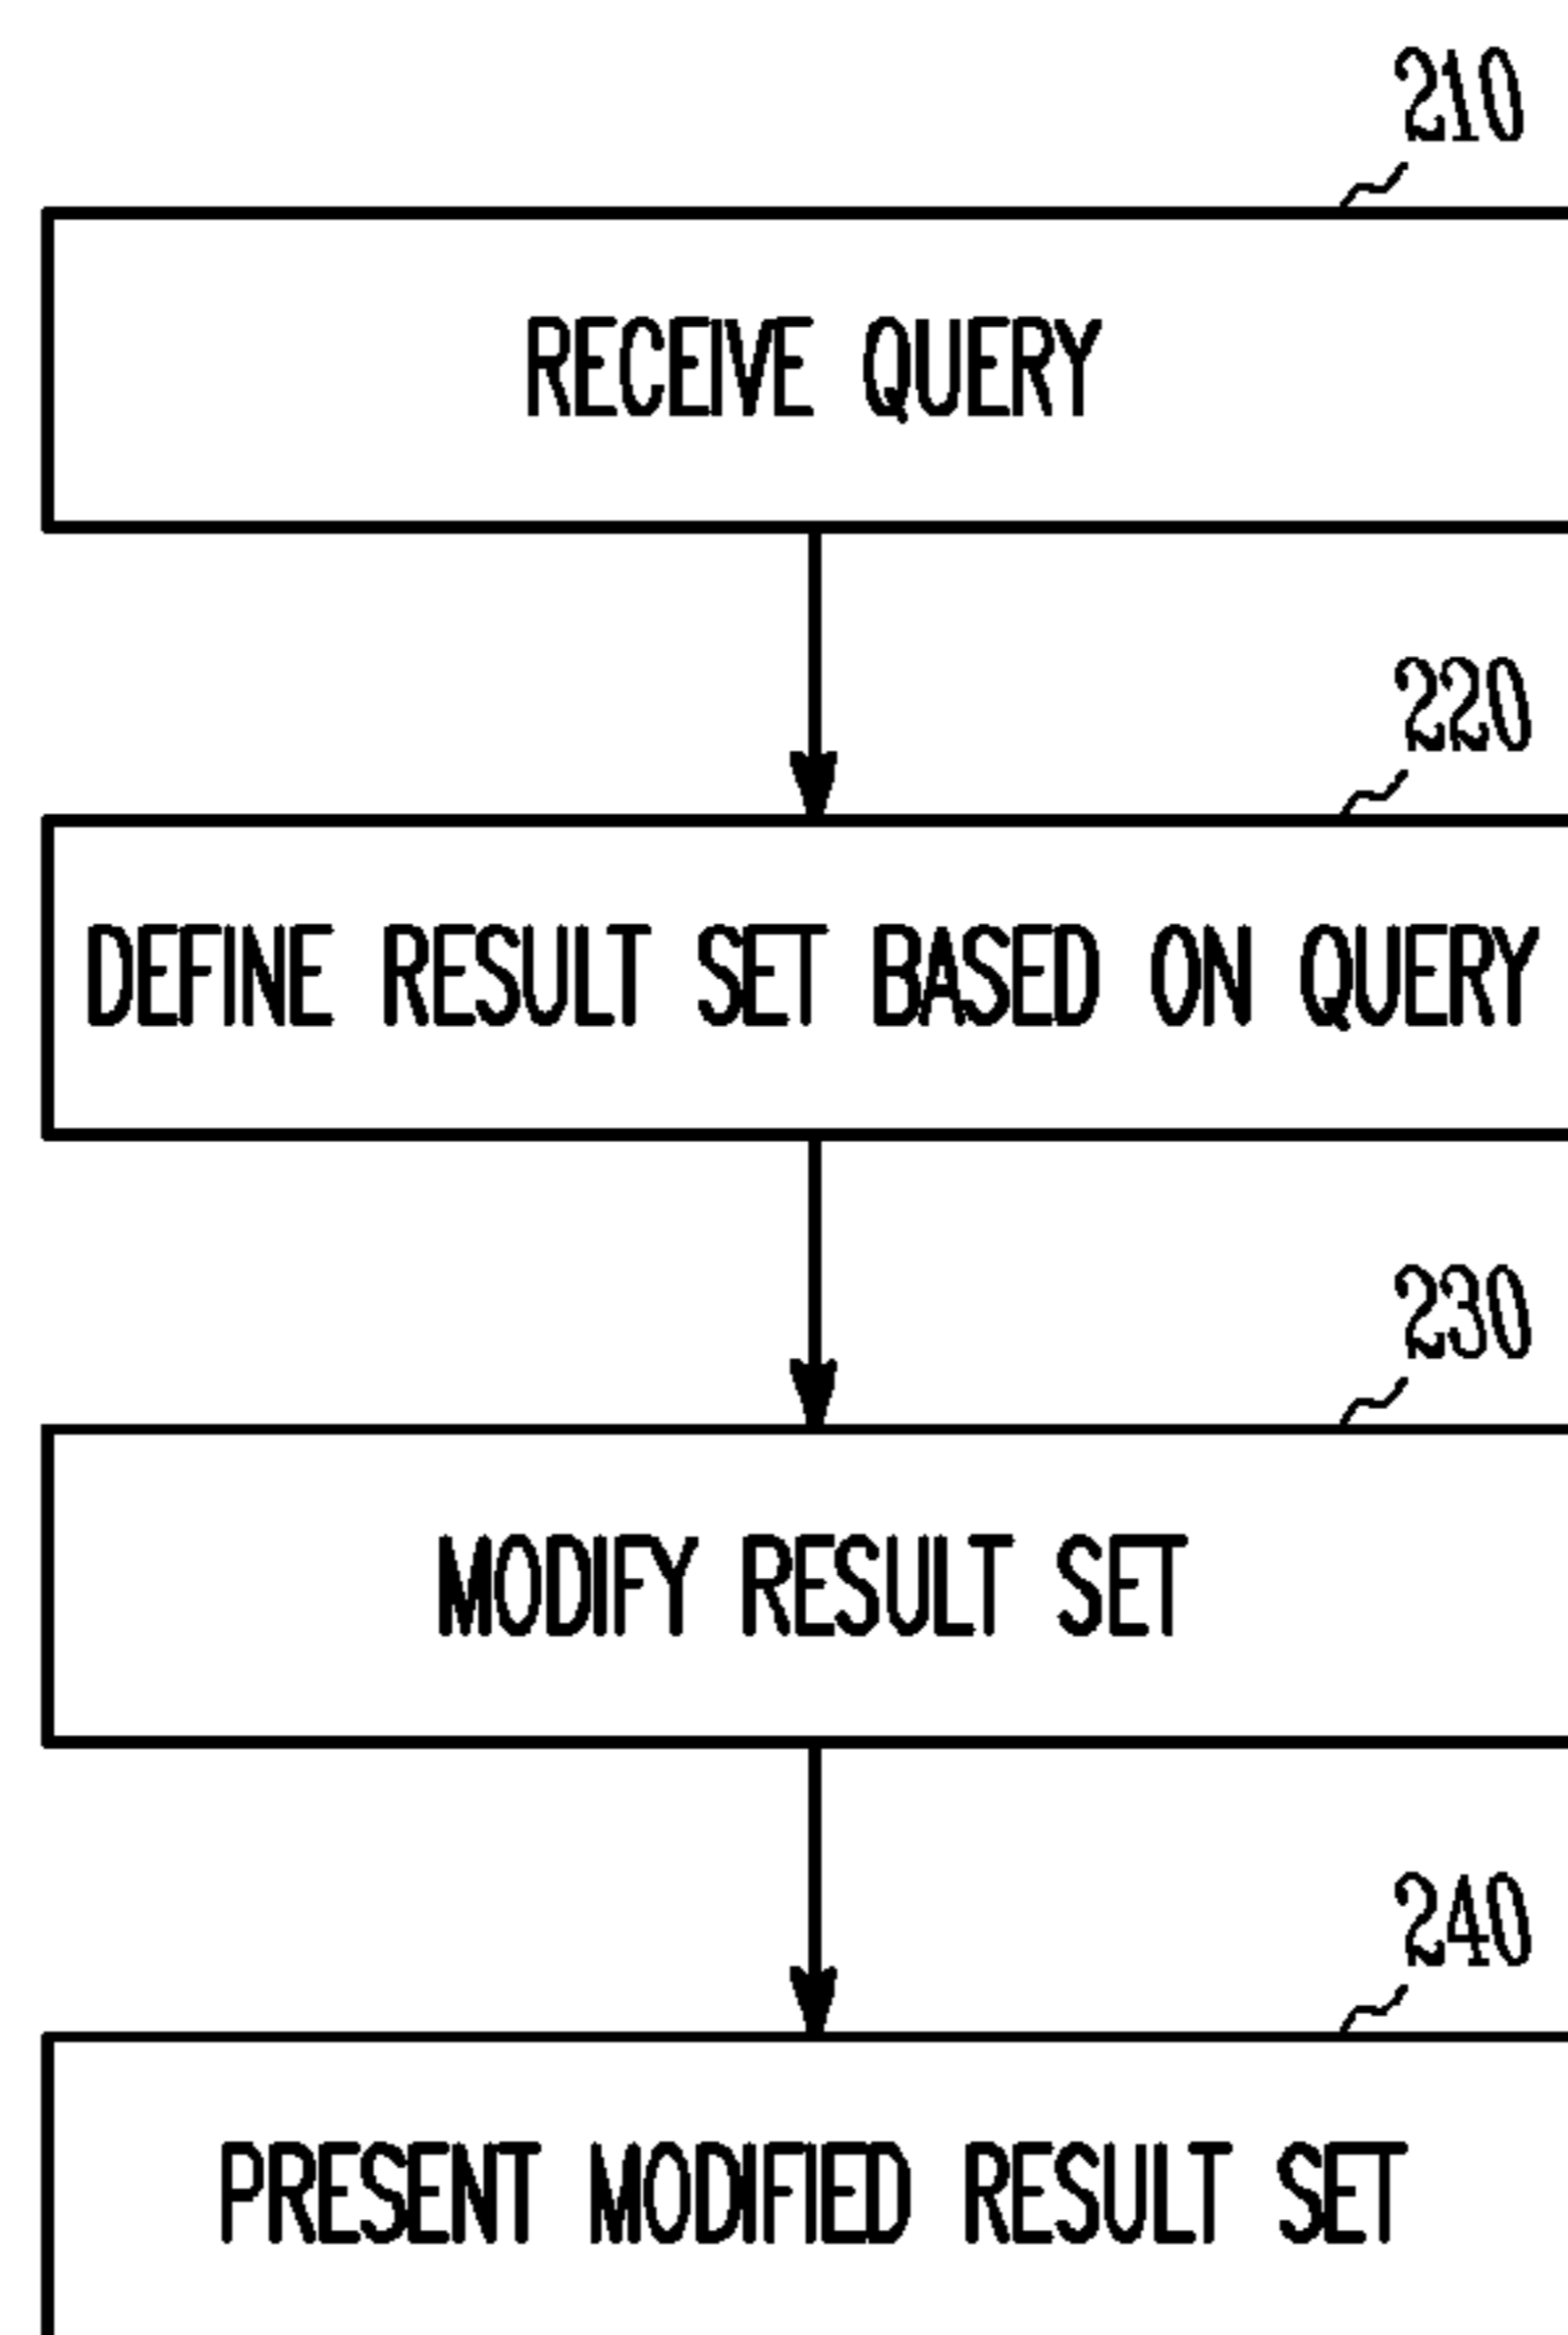 210
RECEIVE QUERY
220
DEFINE RESULT SET BASED ON QUERY
230
MODIFY RESULT SET
240
PRESENT MODIFIED RESULT SET